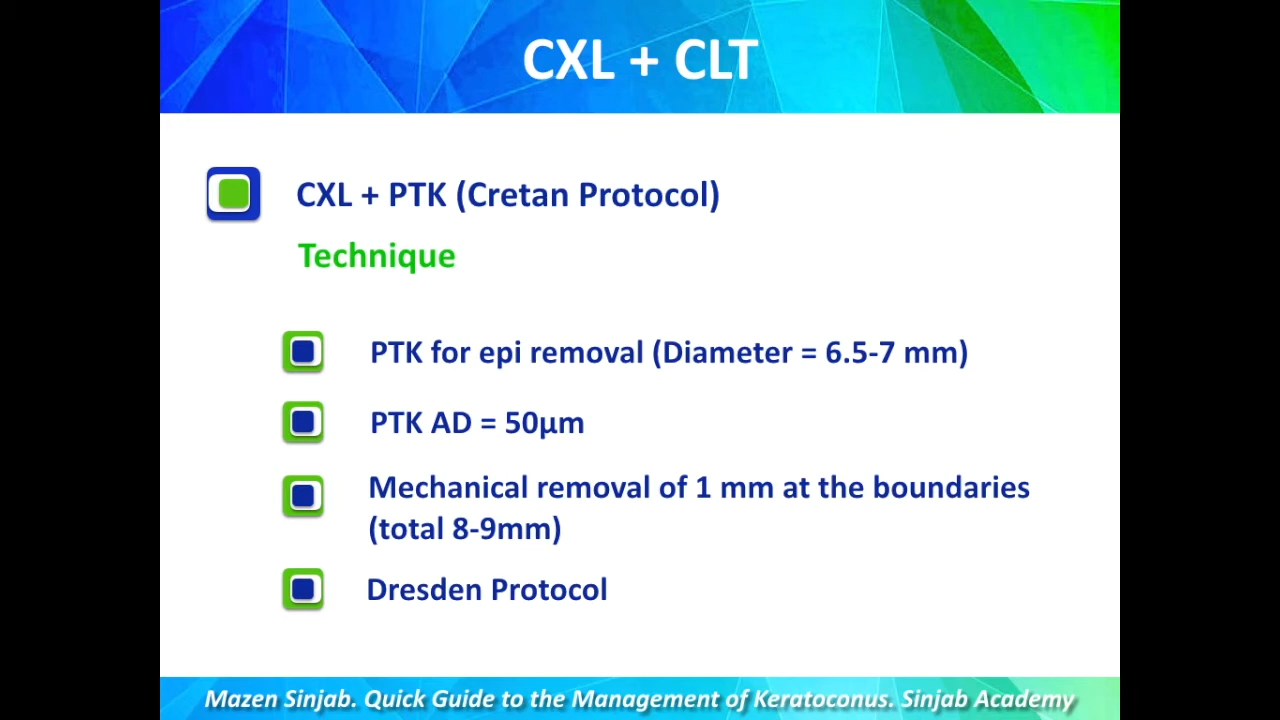 CXL + CLT
CXL + PTK (Cretan Protocol)
Technique
PTK for epi removal (Diameter = 6.5-7 mm)
PTK AD = 50µm
Mechanical removal of 1 mm at the boundaries
(total 8-9mm)
Dresden Protocol
Mazen Sinjab. Quick Guide to the Management of Keratoconus. Sinjab Academy